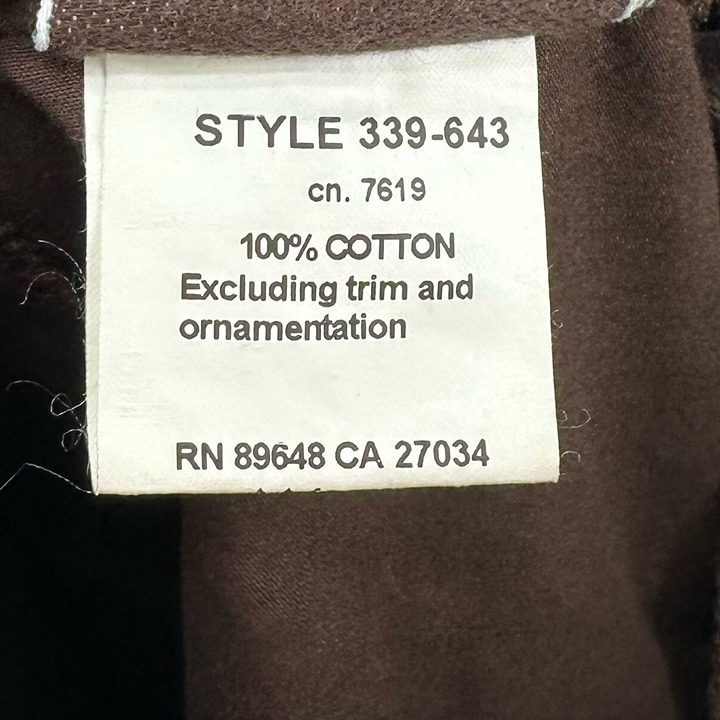 STYLE 339-643
cn. 7619
100% COTTON
Excluding trim and
ornamentation
RN 89648 CA 27034